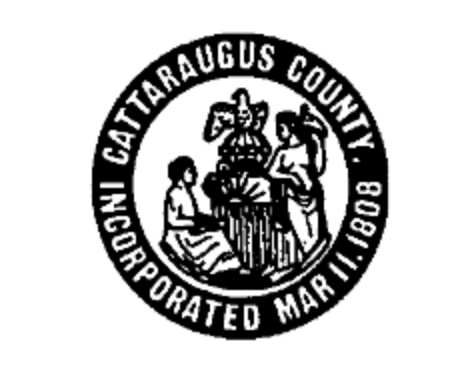 CATTARAUGUS COUNTY.
INCORPORATED MAR 11. 1808